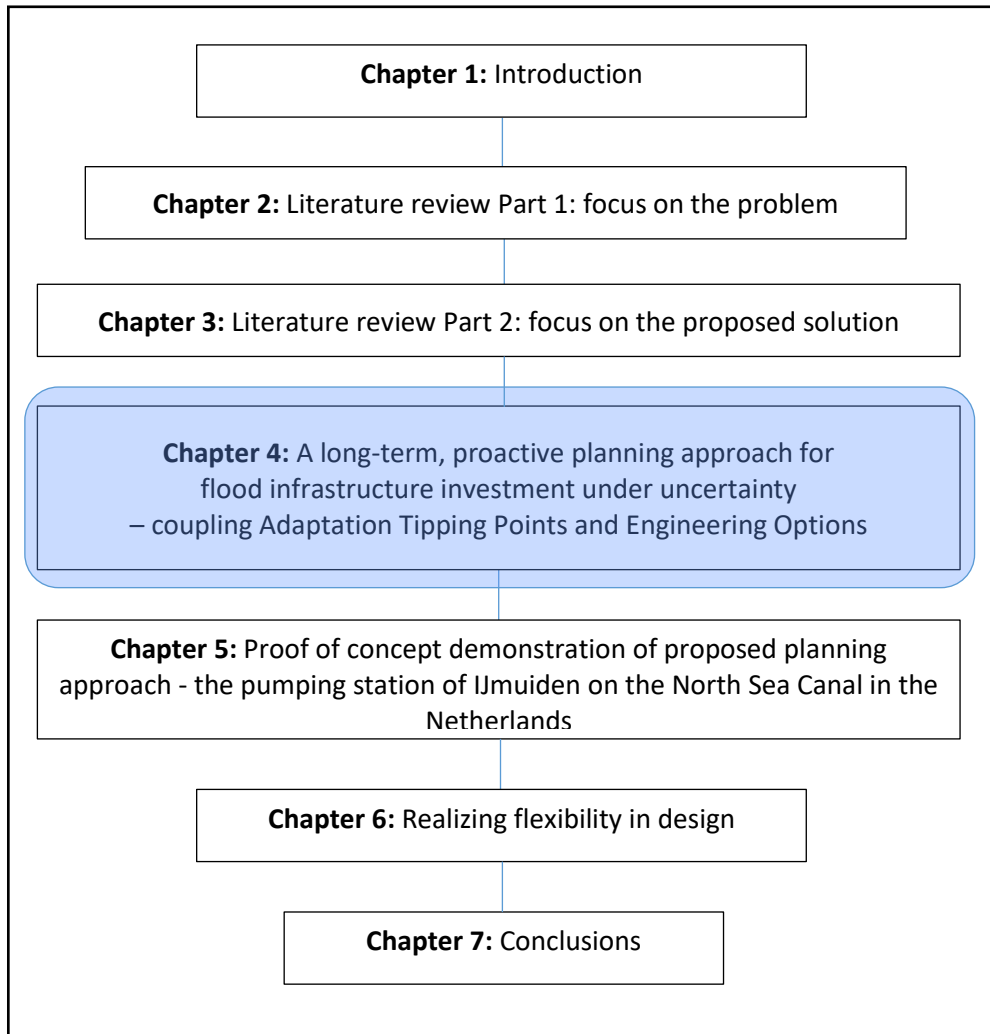 Chapter 1: Introduction
Chapter 2: Literature review Part 1: focus on the problem
Chapter 3: Literature review Part 2: focus on the proposed solution
Chapter 4: A long-term, proactive planning approach for
flood infrastructure investment under uncertainty
– coupling Adaptation Tipping Points and Engineering Options
Chapter 5: Proof of concept demonstration of proposed planning
approach - the pumping station of IJmuiden on the North Sea Canal in the
Netherlands
Chapter 6: Realizing flexibility in design
Chapter 7: Conclusions